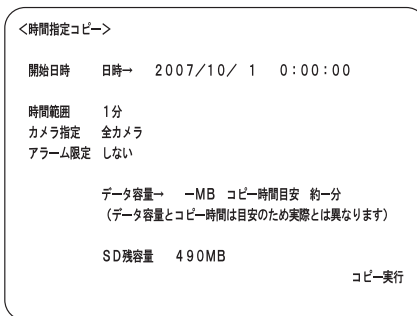 ＜時間指定コピー＞
開始日時　日時→　２００７／１０／　１　０：００：００
時間範囲　１分
カメラ指定　全カメラ
アラーム限定　しない
データ容量→　ーＭＢ　コピー時間目安　約ー分
（データ容量とコピー時間は目安のため実際とは異なります）
ＳＤ残容量　４９０ＭＢ
コピー実行